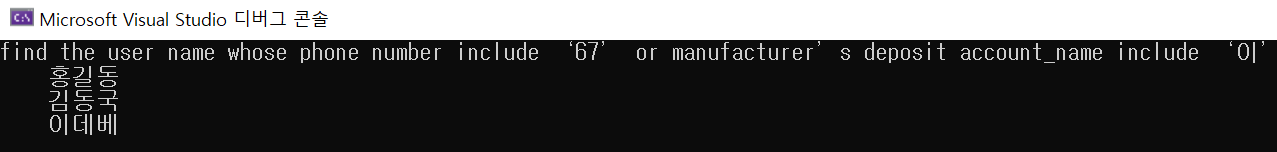 Microsoft Visual Studio 디버그 콘솔
find the user name whose phone number include ‘67’ or manufacturer’s deposit account_name include ‘이’
홍길동
김동국
이데베